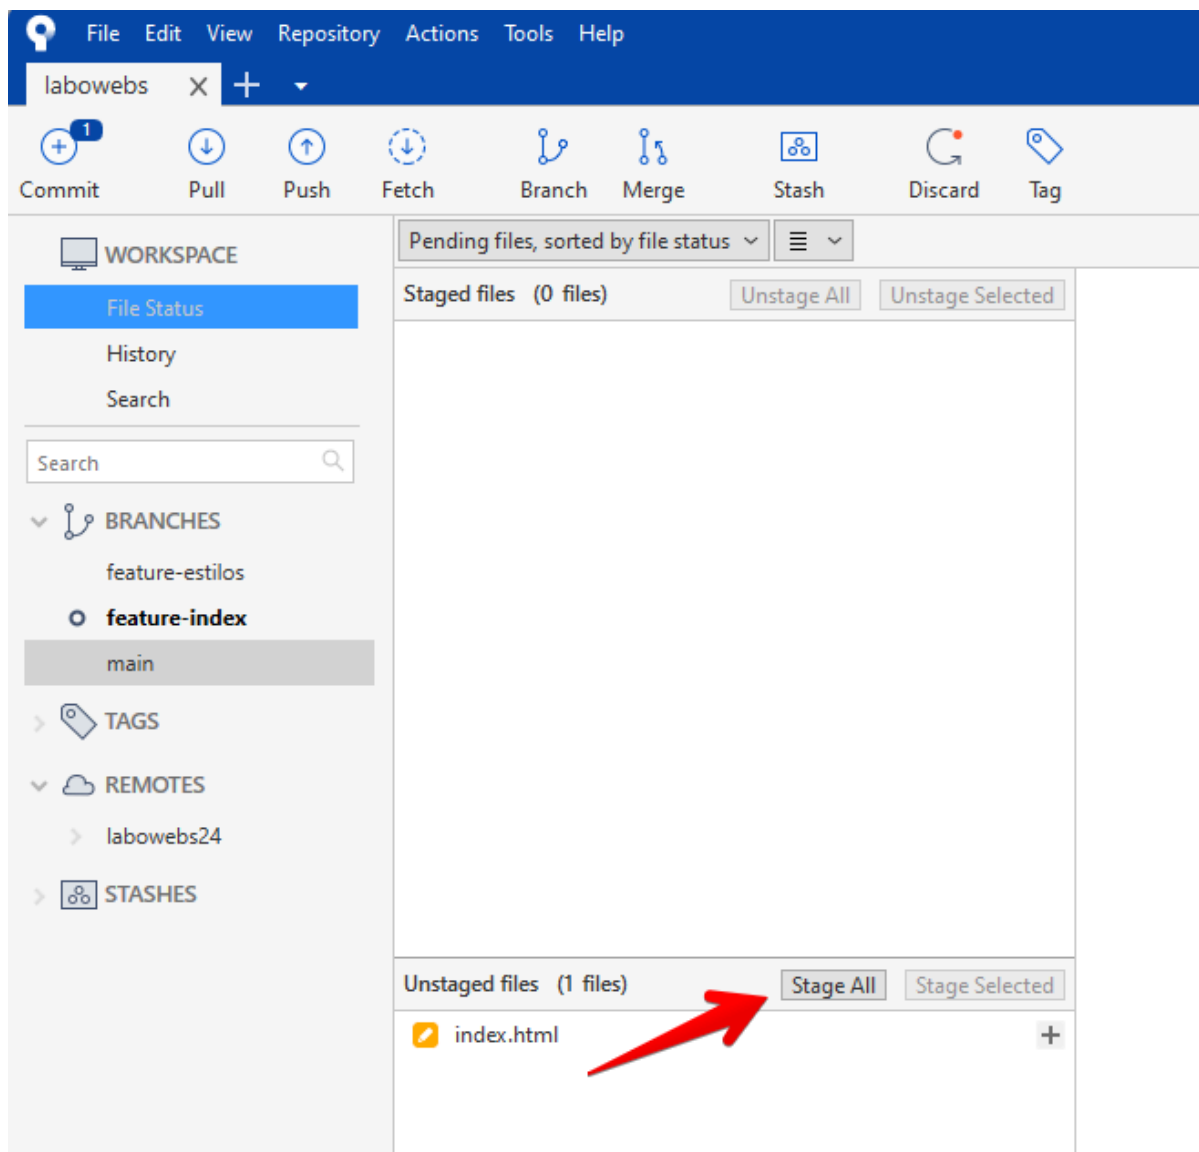 File Edit View Repository Actions Tools Help
labowebs
1
Commit Pull Push Fetch Branch Merge Stash Discard Tag
WORKSPACE
File Status
History
Search
Search
BRANCHES
feature-estilos
feature-index
main
TAGS
REMOTES
labowebs24
STASHES
Pending files, sorted by file status
Staged files (0 files) Unstage All Unstage Selected
Unstaged files (1 files) Stage All Stage Selected
index.html